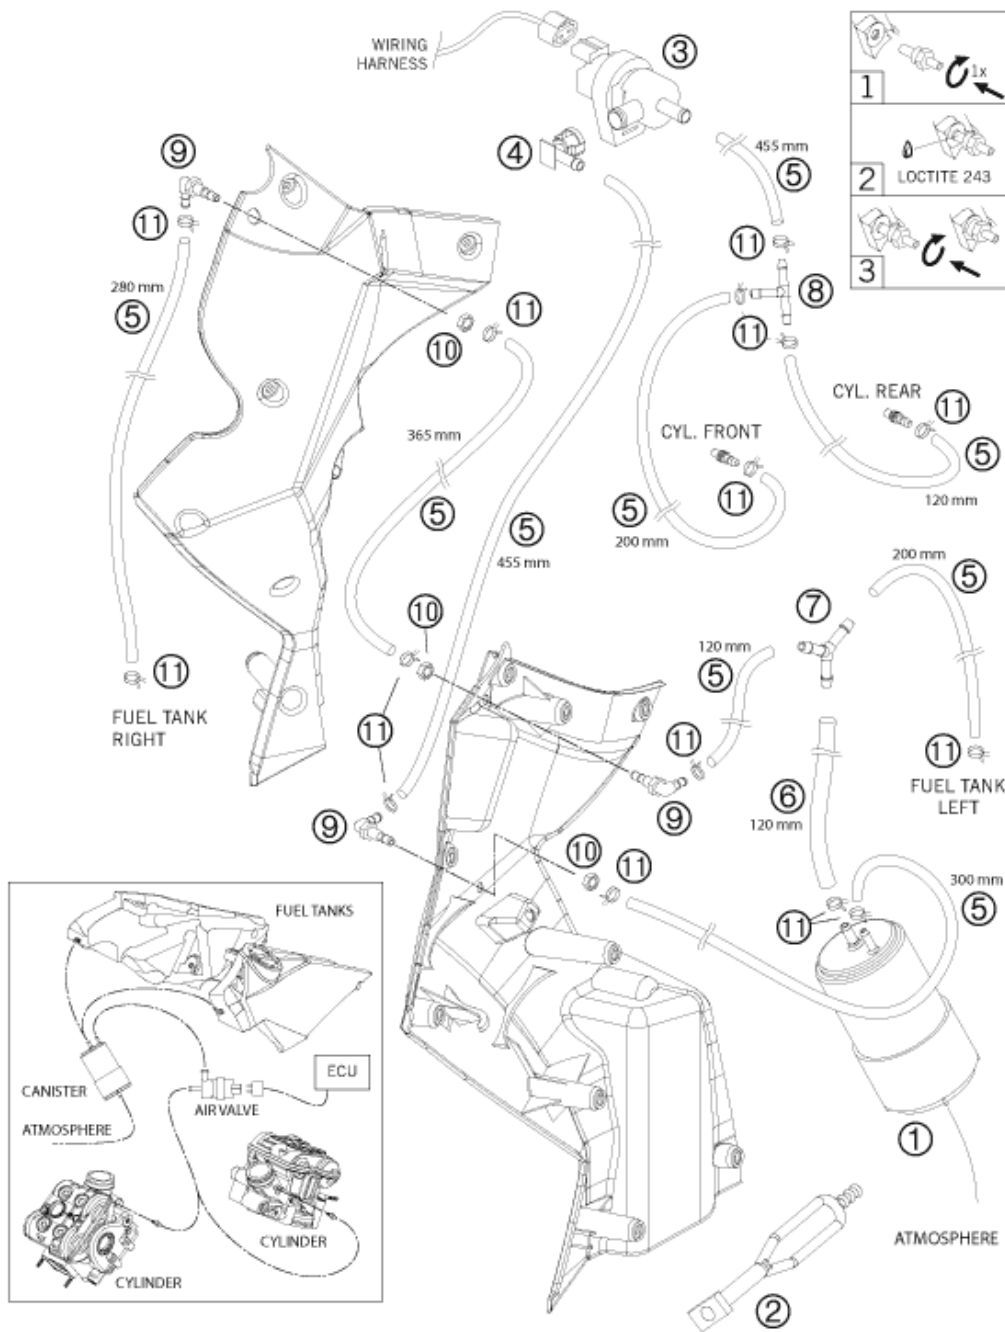 WIRING
HARNESS
3
1x
1
4
9
455 mm
5
LOCTITE 243
2
11
11
3
280 mm
5
8
11
11
10
CYL. REAR
11
365 mm
CYL. FRONT
5
5
11
5
5
120 mm
455 mm
200 mm
200 mm
5
7
10
120 mm
5
11
FUEL TANK
RIGHT
11
11
11
FUEL TANK
LEFT
6
120 mm
9
9
10
11
300 mm
5
11
FUEL TANKS
ECU
CANISTER
AIR VALVE
ATMOSPHERE
1
CYLINDER
CYLINDER
ATMOSPHERE
2